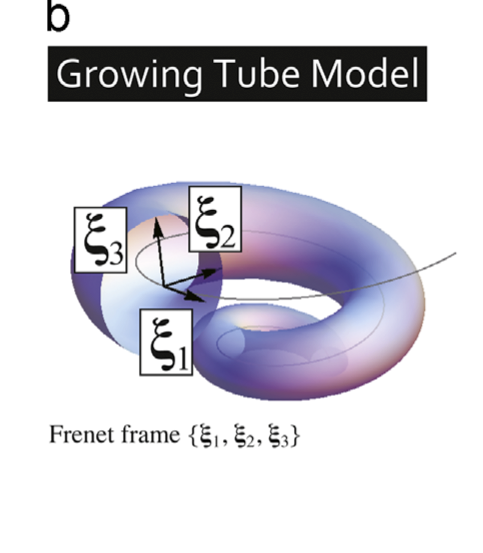 b
Growing Tube Model
ξ₃
ξ₂
ξ₁
Frenet frame {ξ₁, ξ₂, ξ₃}